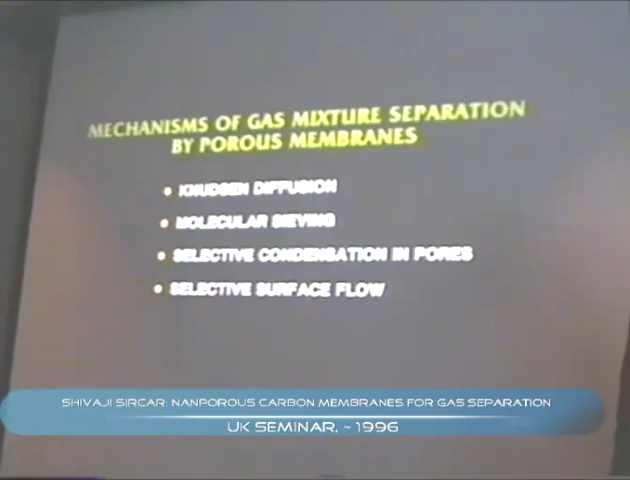 MECHANISMS OF GAS MIXTURE SEPARATION
BY POROUS MEMBRANES
• KNUDSEN DIFFUSION
• MOLECULAR SIEVING
• SELECTIVE CONDENSATION IN PORES
• SELECTIVE SURFACE FLOW
SHIVAJI SIRCAR: NANPOROUS CARBON MEMBRANES FOR GAS SEPARATION
UK SEMINAR, ~1996